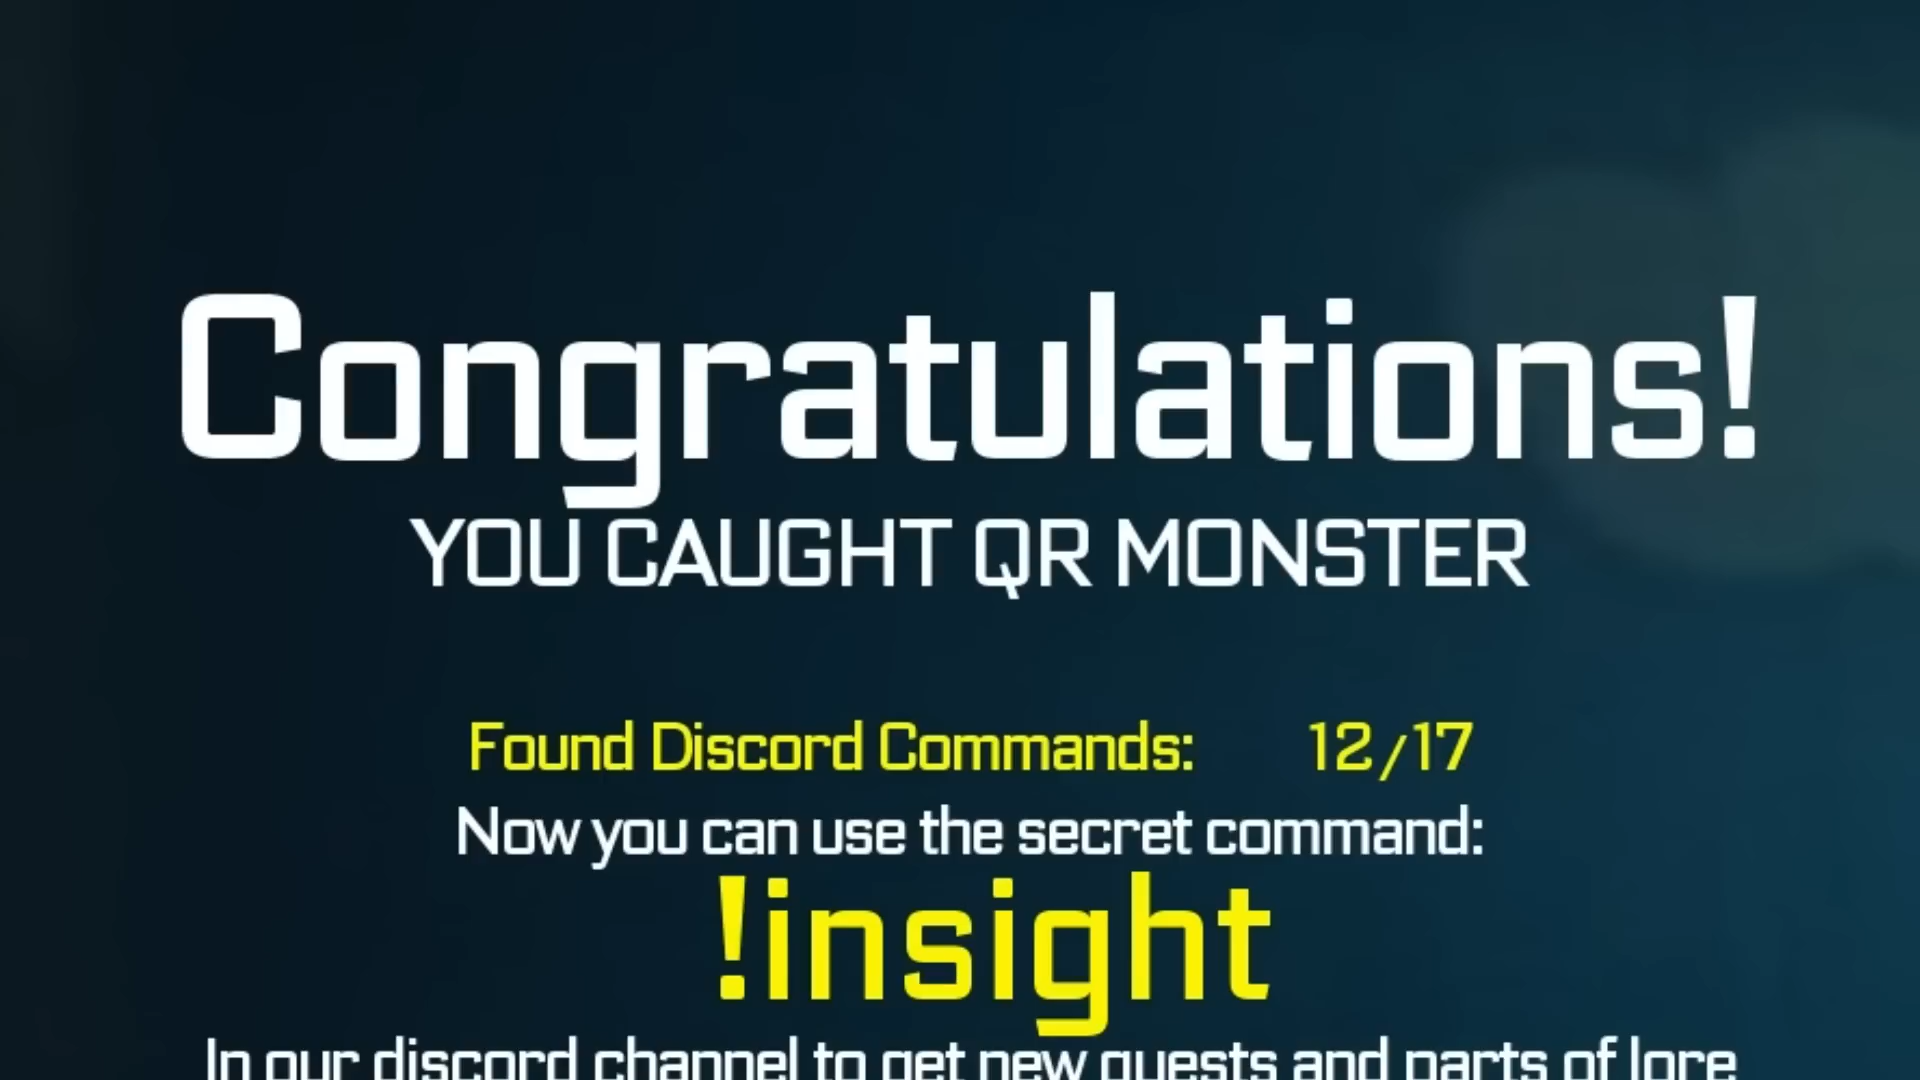 Congratulations!
YOU CAUGHT QR MONSTER
Found Discord Commands: 12/17
Now you can use the secret command:
!insight
In our discord channel to get new quests and parts of lore